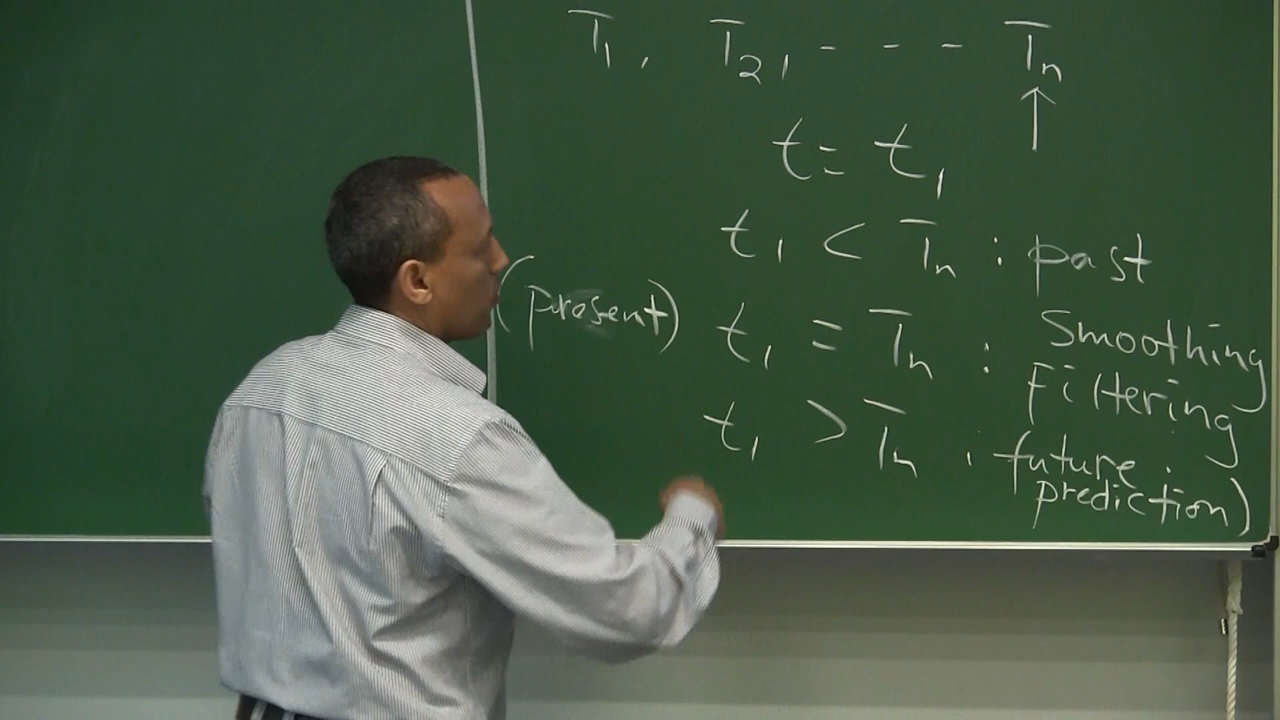 T1, T2, - - - Tn
↑
t = t1
t1 < Tn : past
Smoothing
(present) t1 = Tn :
Filtering
t1 > Tn : future :
prediction)